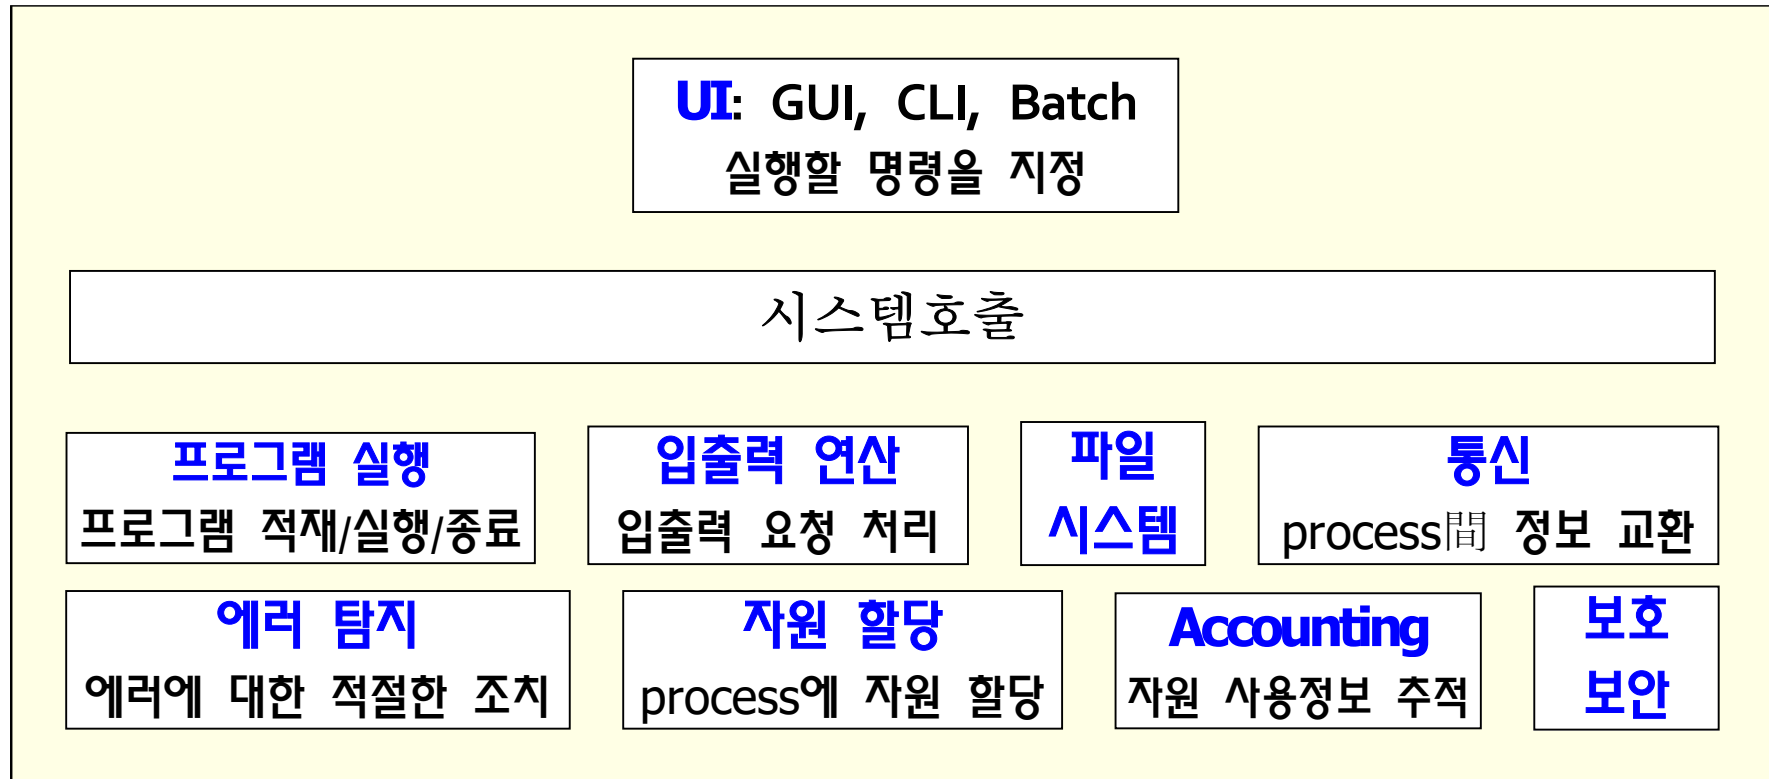 UI: GUI, CLI, Batch
실행할 명령을 지정
시스템호출
프로그램 실행
프로그램 적재/실행/종료
입출력 연산
입출력 요청 처리
파일
시스템
통신
process間 정보 교환
에러 탐지
에러에 대한 적절한 조치
자원 할당
process에 자원 할당
Accounting
자원 사용정보 추적
보호
보안